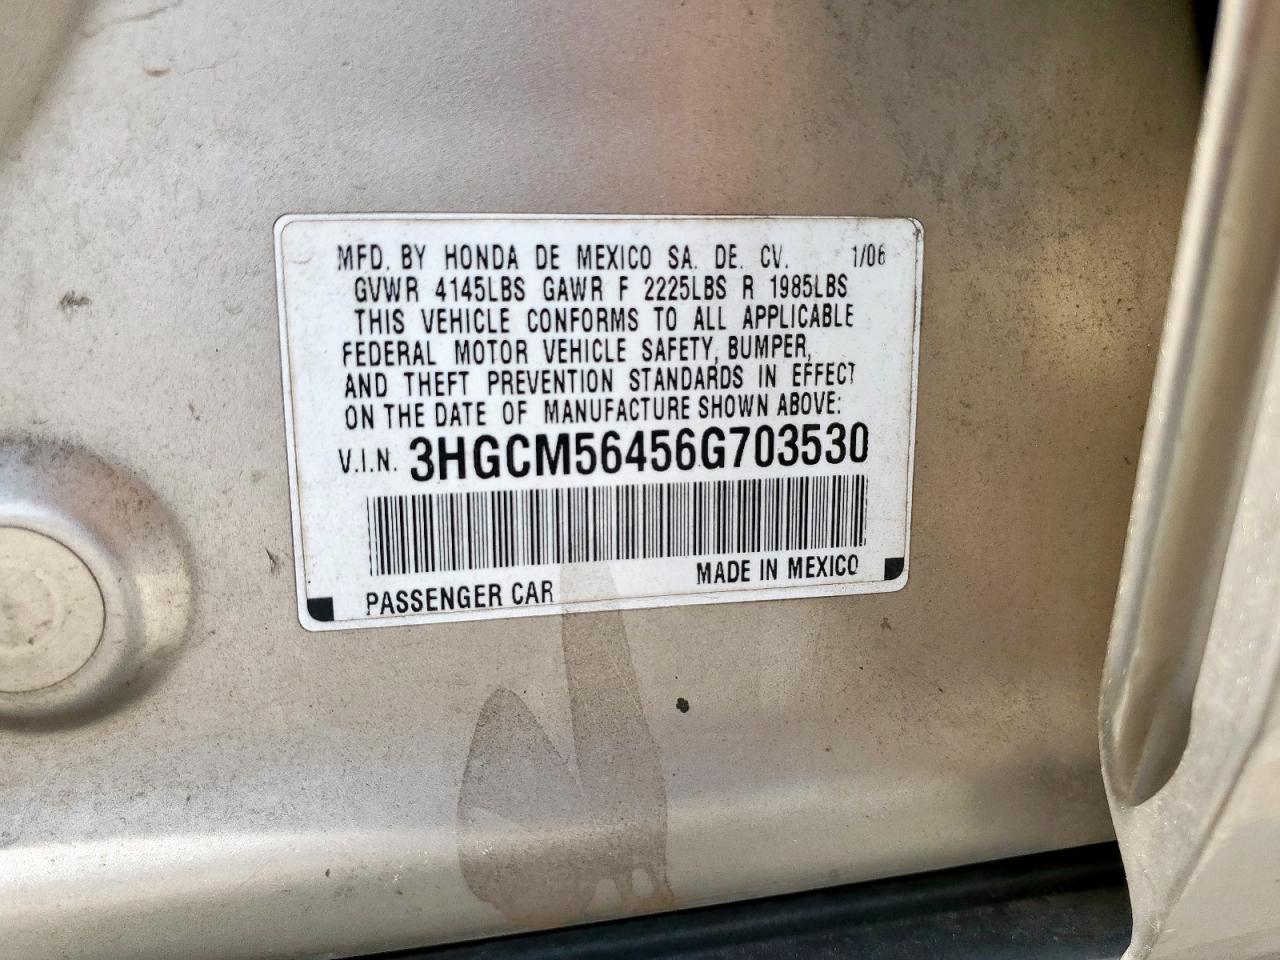 MFD. BY HONDA DE MEXICO SA. DE. CV. 1/06
GVWR 4145LBS GAWR F 2225LBS R 1985LBS
THIS VEHICLE CONFORMS TO ALL APPLICABLE
FEDERAL MOTOR VEHICLE SAFETY, BUMPER,
AND THEFT PREVENTION STANDARDS IN EFFECT
ON THE DATE OF MANUFACTURE SHOWN ABOVE:
V.I.N. 3HGCM56456G703530
PASSENGER CAR MADE IN MEXICO